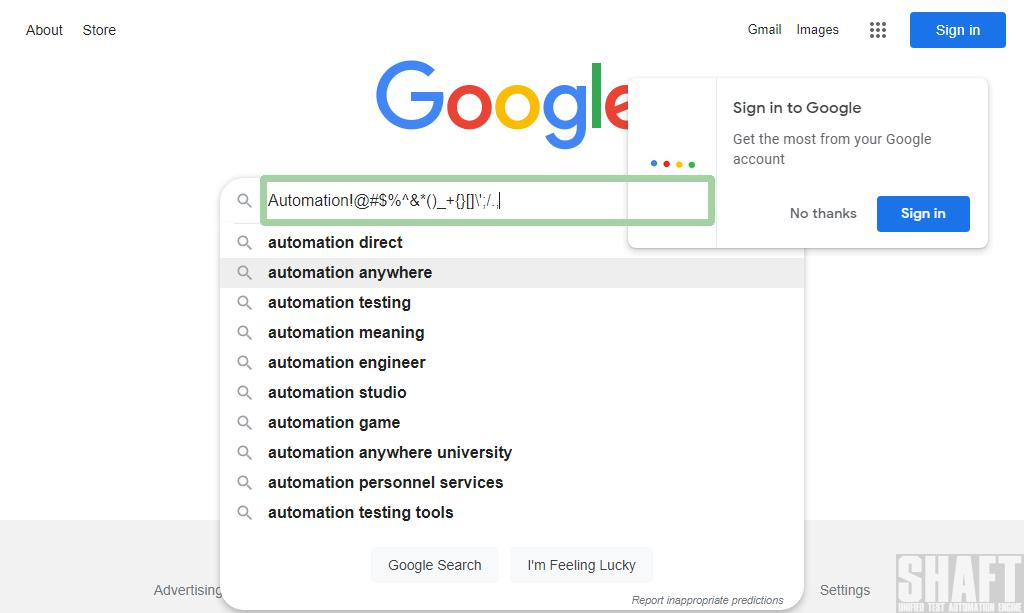 About Store Gmail Images Sign in
Google
Sign in to Google
Get the most from your Google
account
No thanks Sign in
Automation!@#$%^&*()_+{}[]\';/.,
automation direct
automation anywhere
automation testing
automation meaning
automation engineer
automation studio
automation game
automation anywhere university
automation personnel services
automation testing tools
Google Search I'm Feeling Lucky
Report inappropriate predictions
Advertising Settings
SHAFT
UNIFIED TEST AUTOMATION ENGINE